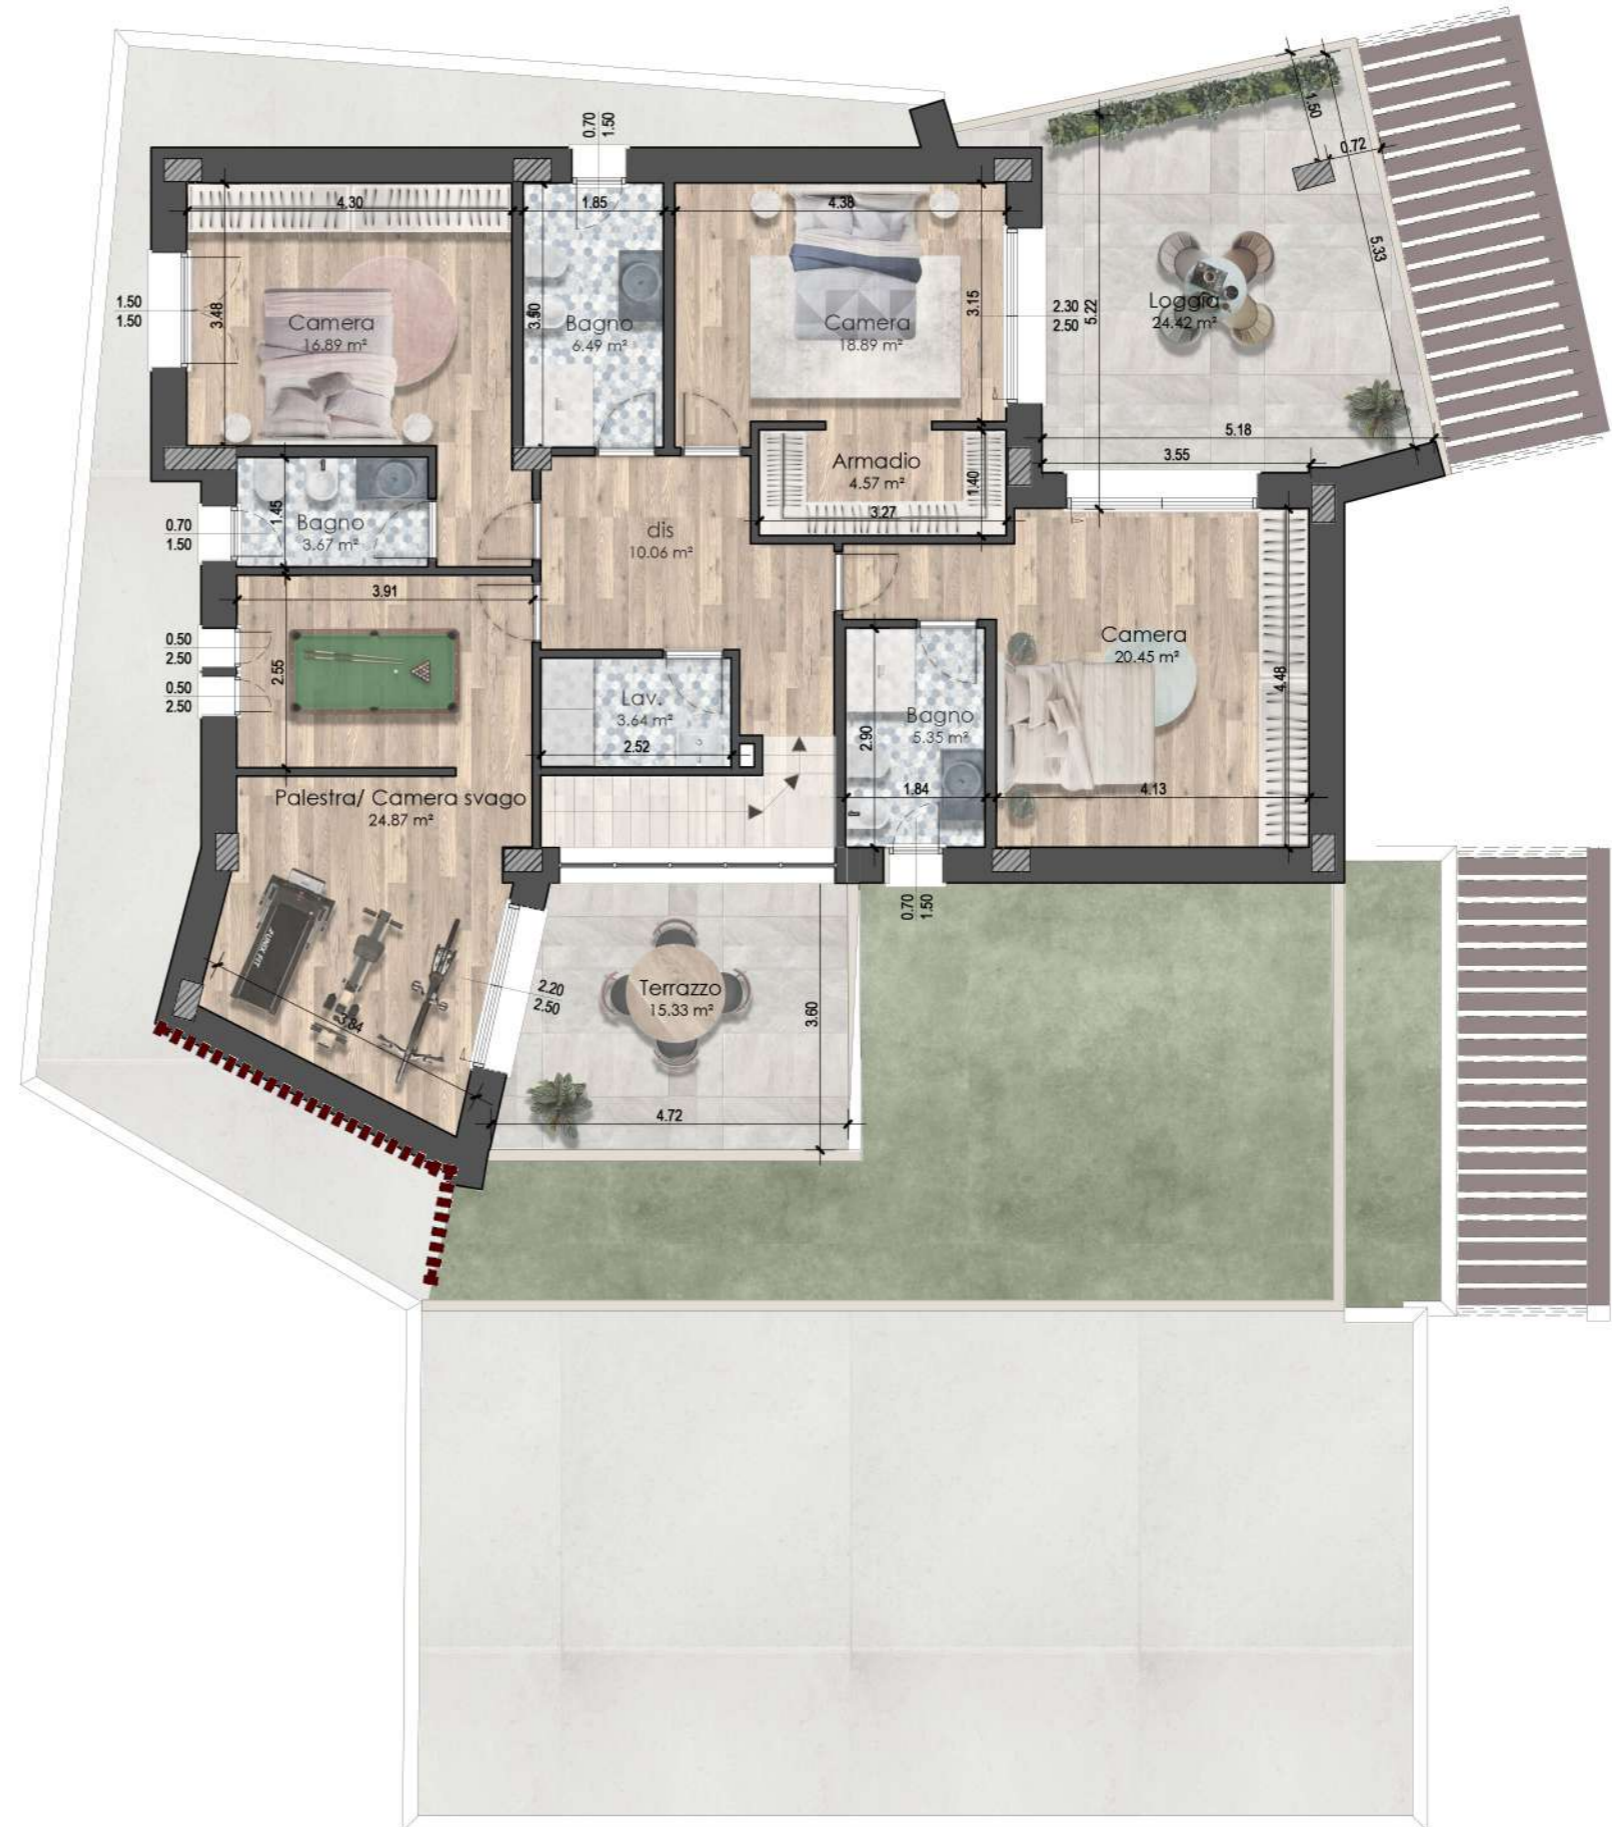 0.70
1.50
1.50
0.72
4.30
1.85
4.38
5.33
1.50
1.50
3.48
3.50
3.15
2.30
2.50
5.22
Camera
16.89 m²
Bagno
6.49 m²
Camera
18.89 m²
Loggia
24.42 m²
5.18
3.55
Armadio
4.57 m²
1.40
3.27
0.70
1.50
1.45
Bagno
3.67 m²
dis
10.06 m²
3.91
0.50
2.50
0.50
2.50
2.55
Camera
20.45 m²
4.48
Lav.
3.64 m²
2.52
2.90
Bagno
5.35 m²
1.84
4.13
Palestra/ Camera svago
24.87 m²
0.70
1.50
JUNIX FIT
2.20
2.50
Terrazzo
15.33 m²
3.60
3.84
4.72